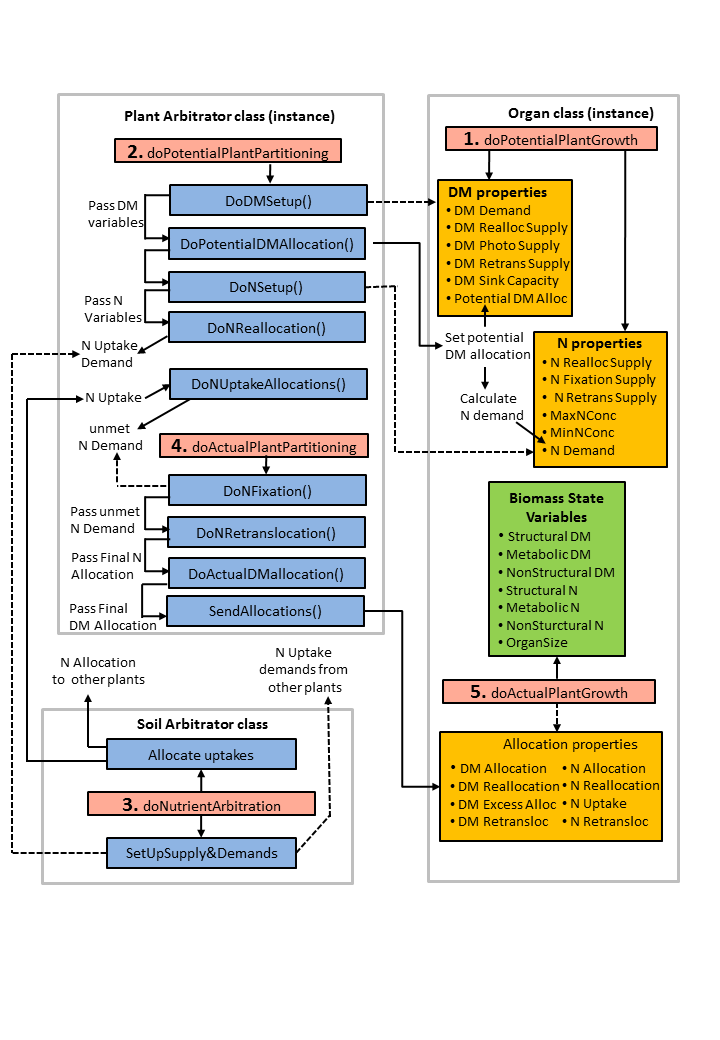 Plant Arbitrator class (instance)
2. doPotentialPlantPartitioning
Pass DM
variables
DoDMSetup()
DoPotentialDMAllocation()
DoNSetup()
Pass N
Variables
DoNReallocation()
N Uptake
Demand
DoNUptakeAllocations()
N Uptake
unmet
N Demand
4. doActualPlantPartitioning
DoNFixation()
Pass unmet
N Demand
DoNRetranslocation()
Pass Final N
Allocation
DoActualDMallocation()
Pass Final
DM Allocation
SendAllocations()
Organ class (instance)
1. doPotentialPlantGrowth
DM properties
• DM Demand
• DM Realloc Supply
• DM Photo Supply
• DM Retrans Supply
• DM Sink Capacity
• Potential DM Alloc
Set potential
DM allocation
Calculate
N demand
N properties
• N Realloc Supply
• N Fixation Supply
• N Retrans Supply
• MaxNConc
• MinNConc
• N Demand
Biomass State
Variables
• Structural DM
• Metabolic DM
• NonStructural DM
• Structural N
• Metabolic N
• NonSturctural N
• OrganSize
5. doActualPlantGrowth
Allocation properties
• DM Allocation
• DM Reallocation
• DM Excess Alloc
• DM Retransloc
• N Allocation
• N Reallocation
• N Uptake
• N Retransloc
N Allocation
to other plants
N Uptake
demands from
other plants
Soil Arbitrator class
Allocate uptakes
3. doNutrientArbitration
SetUpSupply&Demands